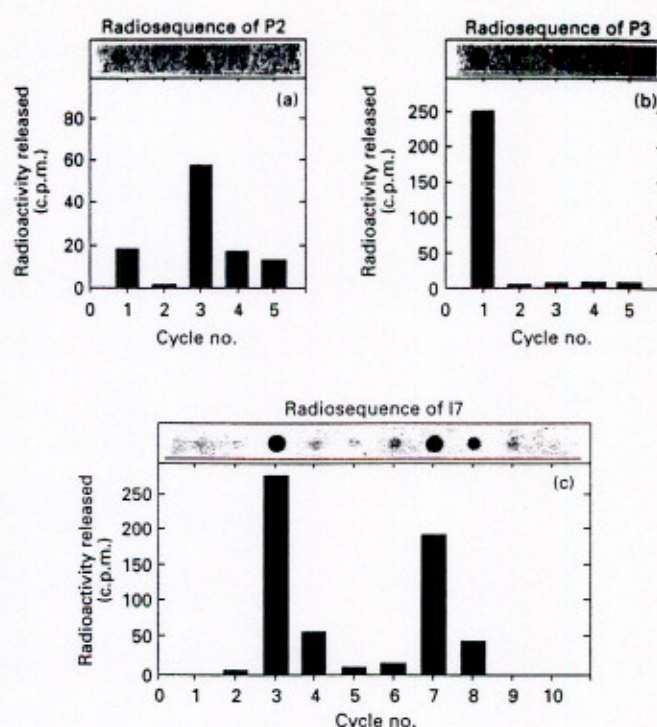 Radiosequence of P2
(a)
80
60
40
20
0
Radioactivity released
(c.p.m.)
0 1 2 3 4 5
Cycle no.
Radiosequence of P3
(b)
250
200
150
100
50
0
Radioactivity released
(c.p.m.)
0 1 2 3 4 5
Cycle no.
Radiosequence of I7
(c)
250
200
150
100
50
0
Radioactivity released
(c.p.m.)
0 1 2 3 4 5 6 7 8 9 10
Cycle no.